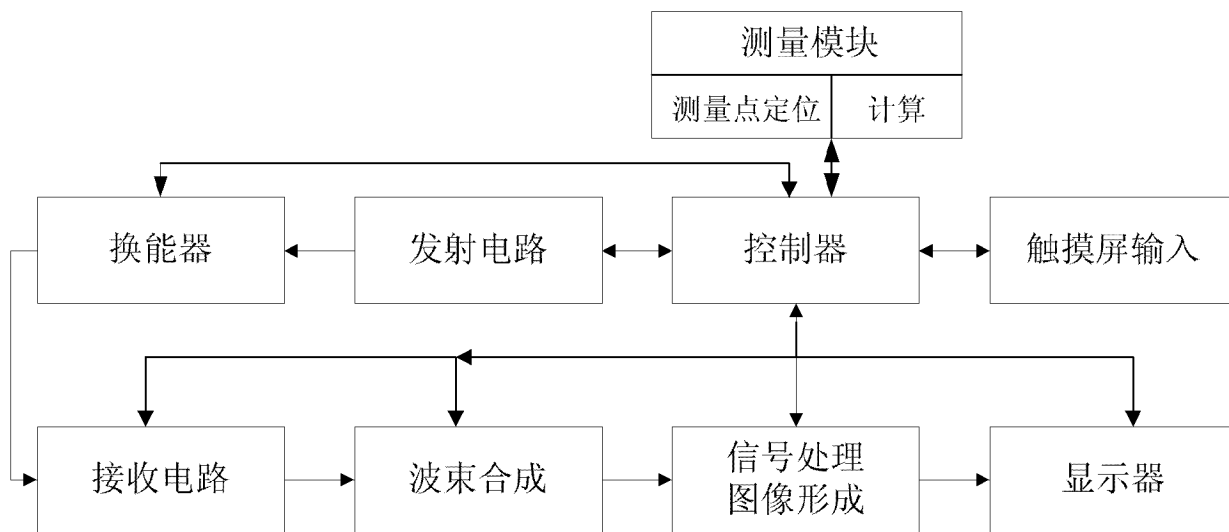 测量模块
测量点定位
计算
换能器
发射电路
控制器
触摸屏输入
接收电路
波束合成
信号处理
图像形成
显示器